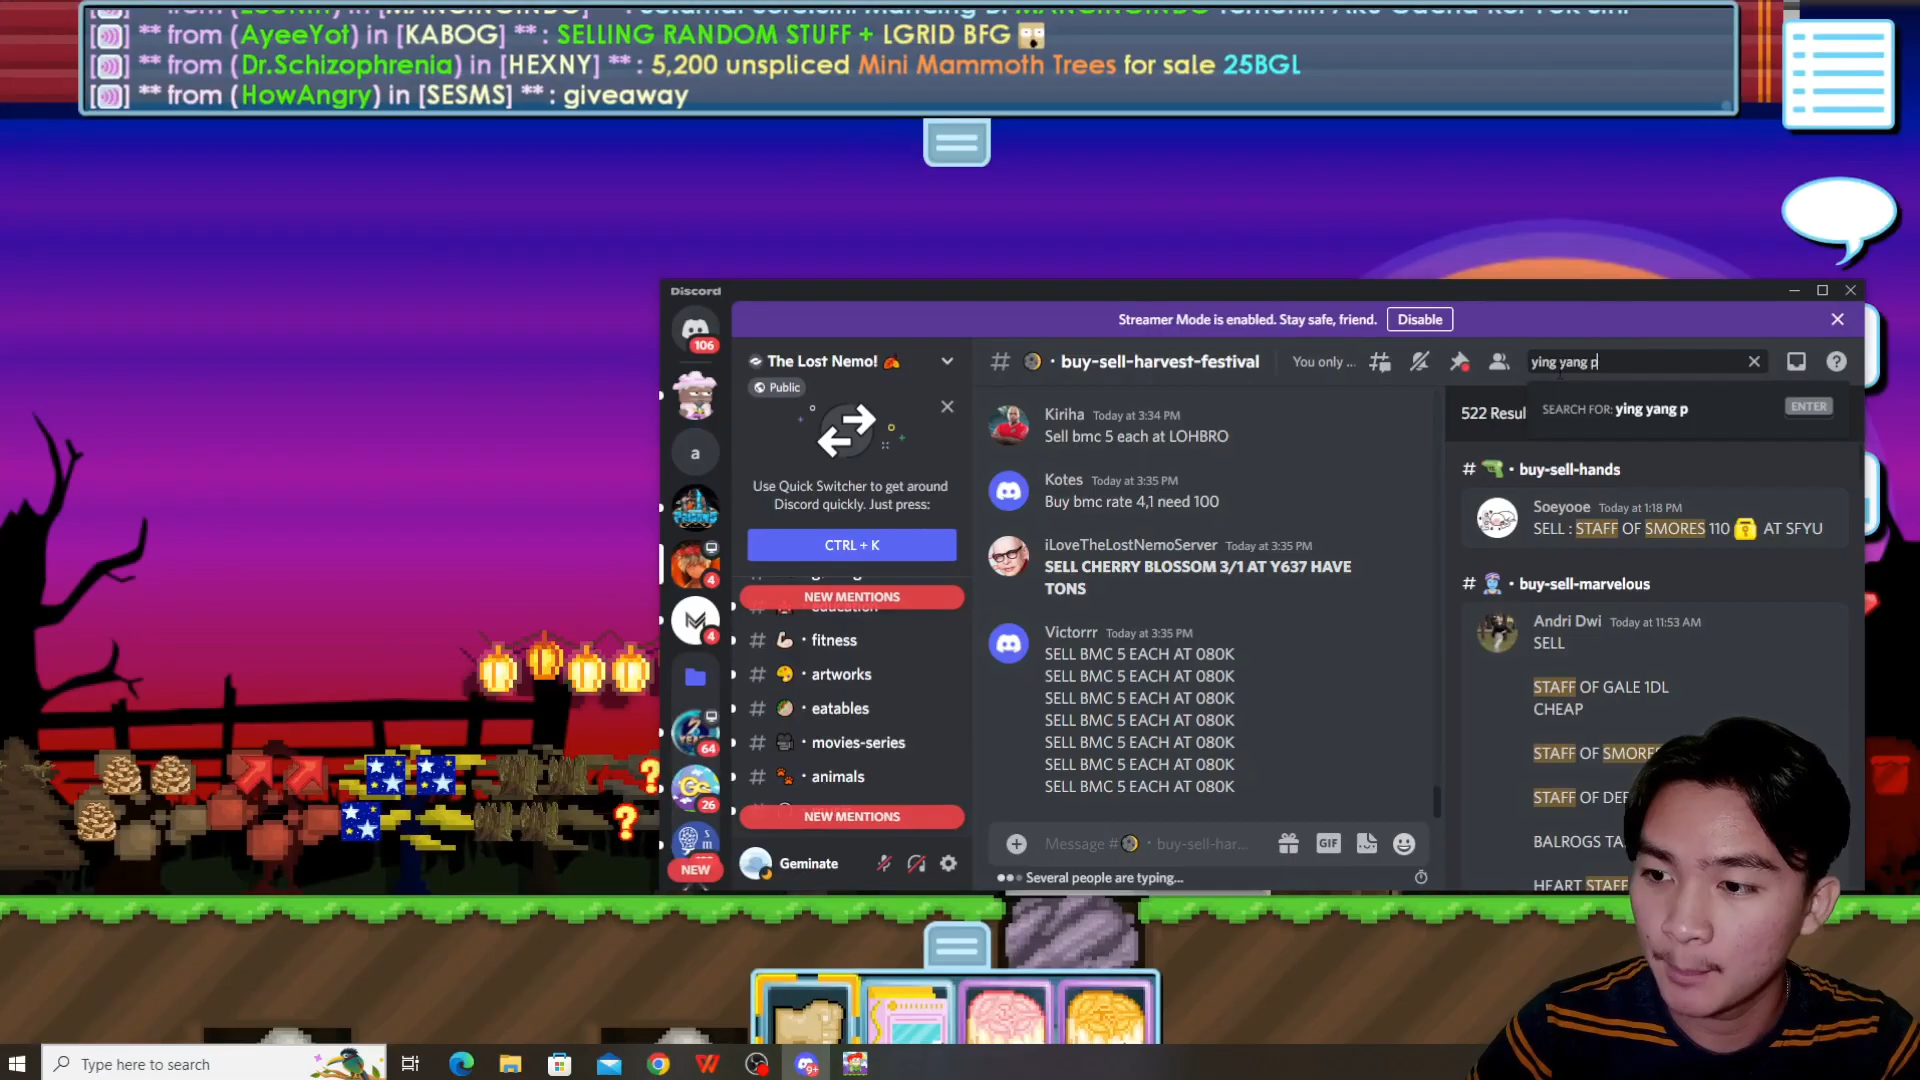 [ ] ** from (AyeeYot) in [KABOG] ** : SELLING RANDOM STUFF + LGRID BFG
[ ] ** from (Dr.Schizophrenia) in [HEXNY] ** : 5,200 unspliced Mini Mammoth Trees for sale 25BGL
[ ] ** from (HowAngry) in [SESMS] ** : giveaway
Discord
Streamer Mode is enabled. Stay safe, friend. Disable
106
The Lost Nemo!
Public
Use Quick Switcher to get around
Discord quickly. Just press:
CTRL + K
a
4
4
64
26
NEW
NEW MENTIONS
education
# · fitness
# · artworks
# · eatables
# · movies-series
# · animals
NEW MENTIONS
Geminate
# · buy-sell-harvest-festival
You only ...
Kiriha Today at 3:34 PM
Sell bmc 5 each at LOHBRO
Kotes Today at 3:35 PM
Buy bmc rate 4,1 need 100
iLoveTheLostNemoServer Today at 3:35 PM
SELL CHERRY BLOSSOM 3/1 AT Y637 HAVE
TONS
Victorrr Today at 3:35 PM
SELL BMC 5 EACH AT 080K
SELL BMC 5 EACH AT 080K
SELL BMC 5 EACH AT 080K
SELL BMC 5 EACH AT 080K
SELL BMC 5 EACH AT 080K
SELL BMC 5 EACH AT 080K
SELL BMC 5 EACH AT 080K
Message # · buy-sell-har...
GIF
Several people are typing...
ying yang p
SEARCH FOR: ying yang p ENTER
522 Resul
# · buy-sell-hands
Soeyooe Today at 1:18 PM
SELL : STAFF OF SMORES 110 AT SFYU
# · buy-sell-marvelous
Andri Dwi Today at 11:53 AM
SELL
STAFF OF GALE 1DL
CHEAP
STAFF OF SMORE
STAFF OF DEF
BALROGS TA
HEART STAFF
Type here to search
9+